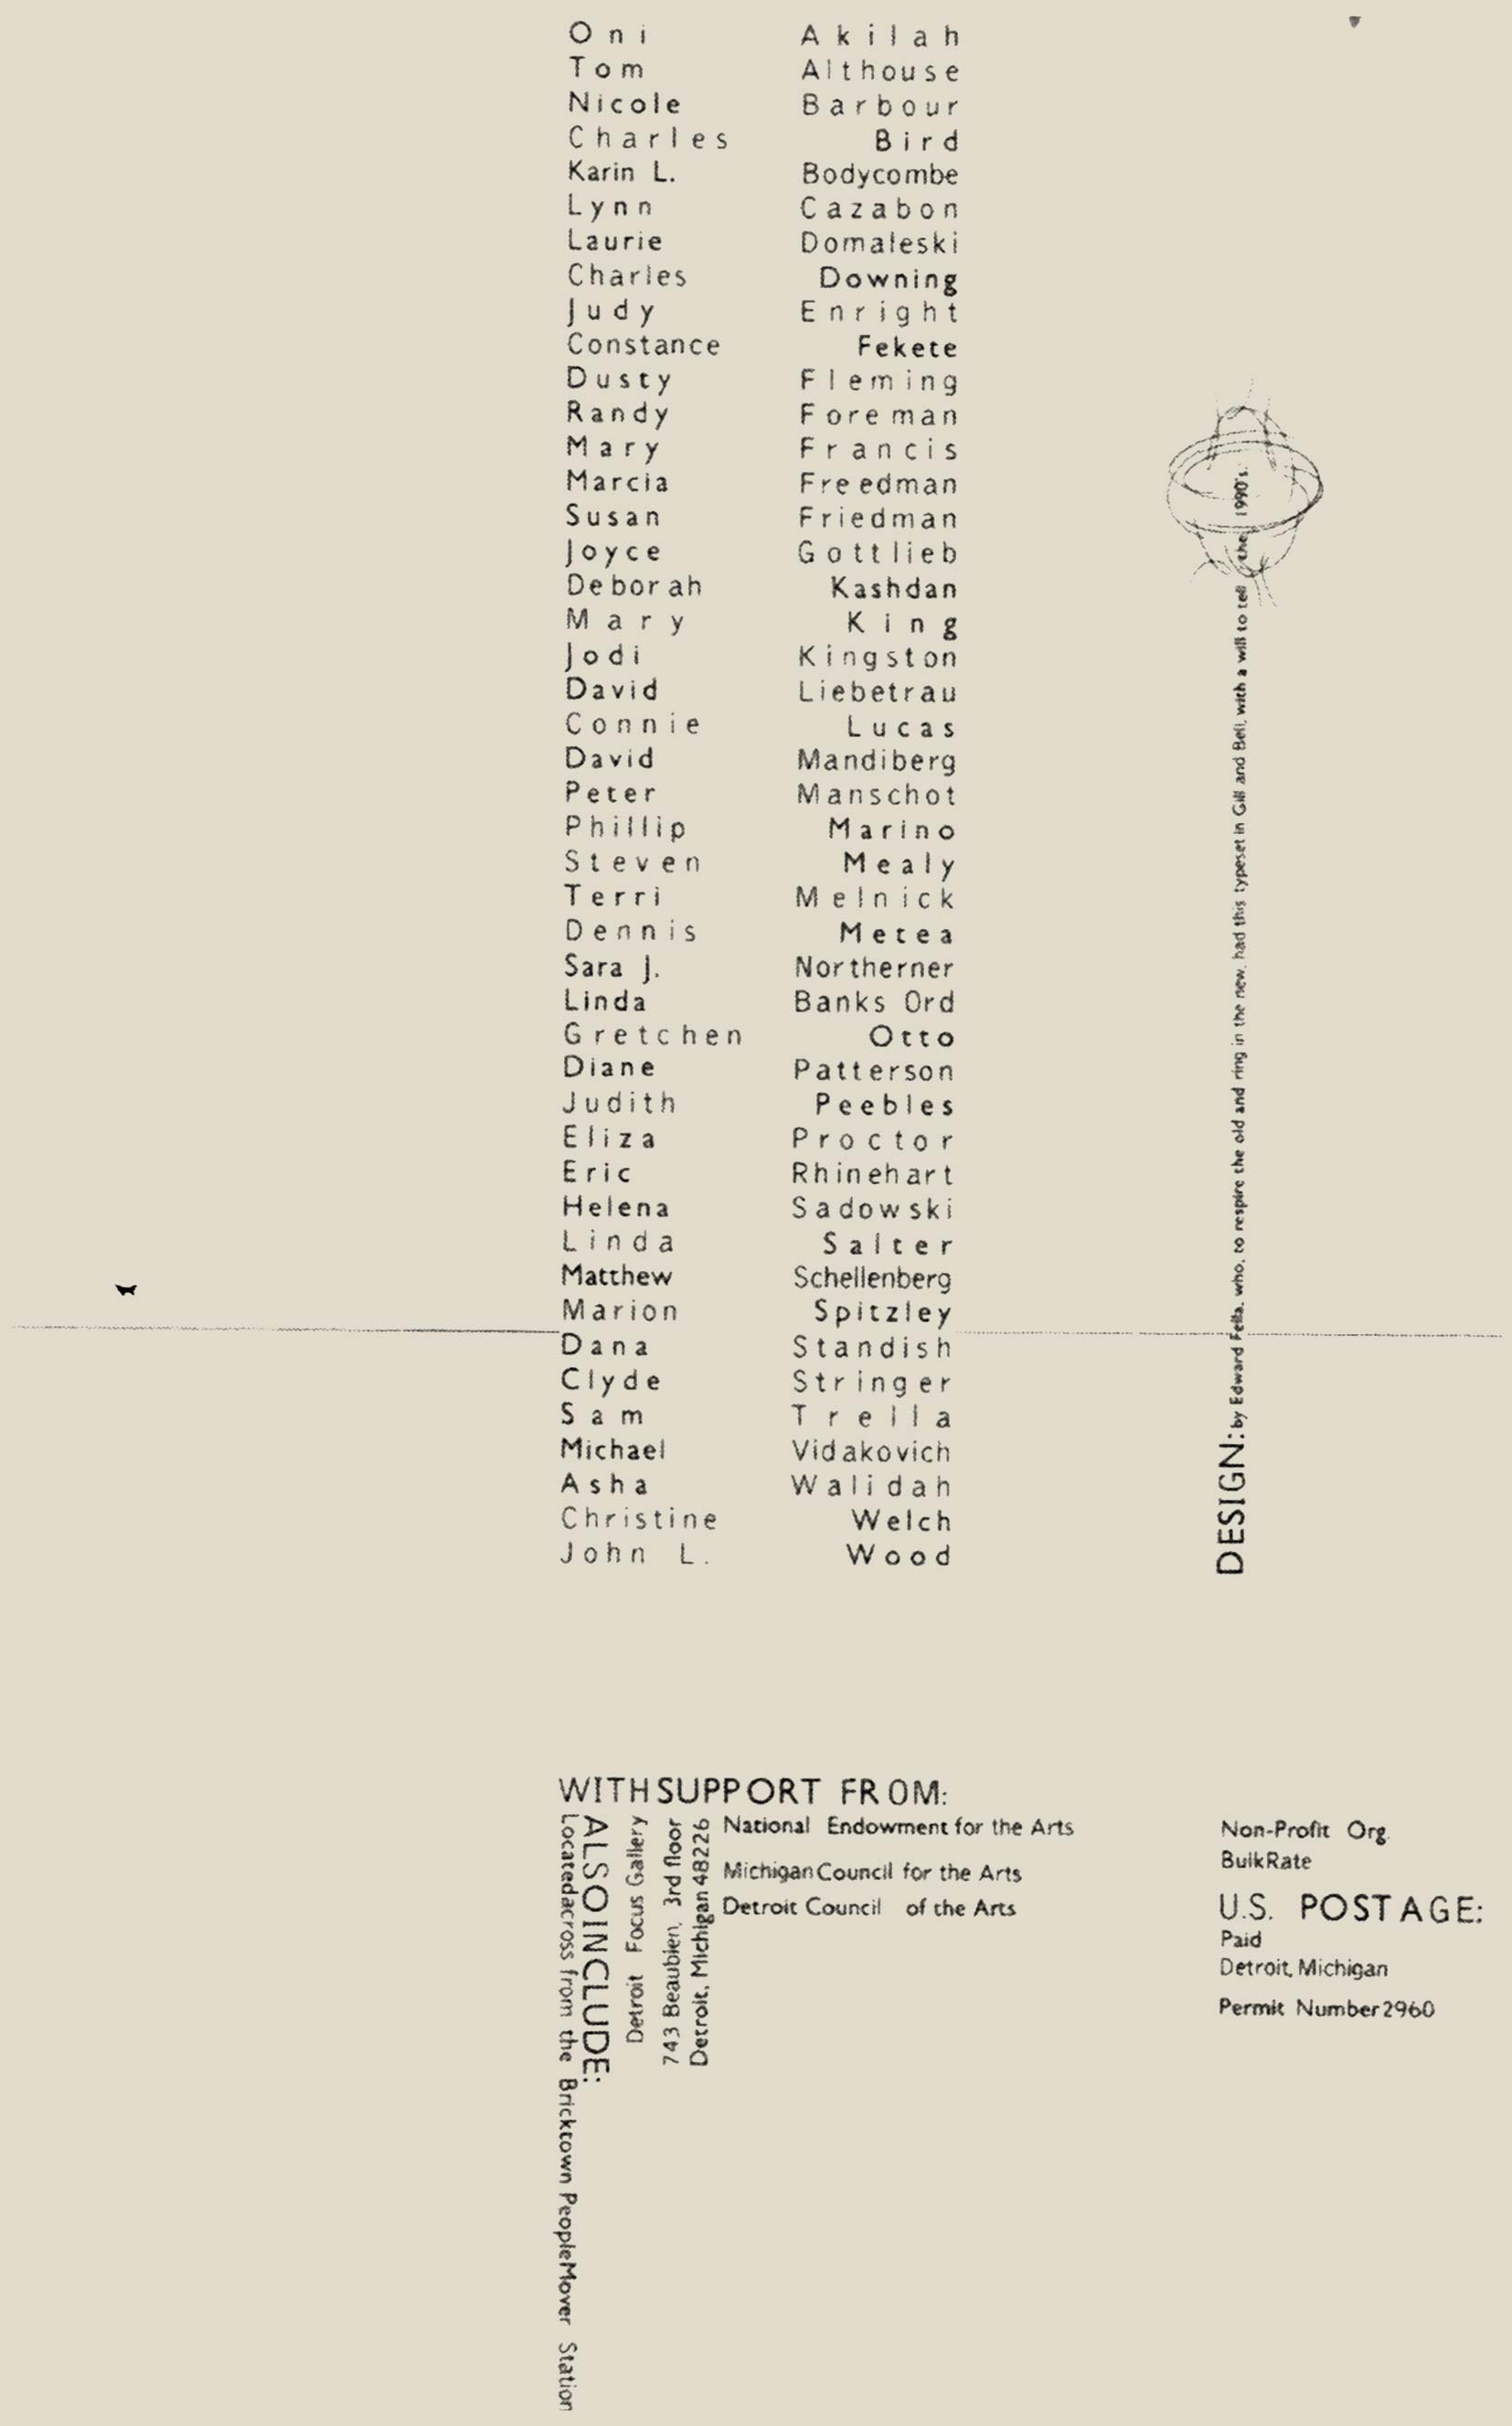 Oni Akilah
Tom Althouse
Nicole Barbour
Charles Bird
Karin L. Bodycombe
Lynn Cazabon
Laurie Domaleski
Charles Downing
Judy Enright
Constance Fekete
Dusty Fleming
Randy Foreman
Mary Francis
Marcia Freedman
Susan Friedman
Joyce Gottlieb
Deborah Kashdan
Mary King
Jodi Kingston
David Liebetrau
Connie Lucas
David Mandiberg
Peter Manschot
Phillip Marino
Steven Mealy
Terri Melnick
Dennis Metea
Sara J. Northerner
Linda Banks Ord
Gretchen Otto
Diane Patterson
Judith Peebles
Eliza Proctor
Eric Rhinehart
Helena Sadowski
Linda Salter
Matthew Schellenberg
Marion Spitzley
Dana Standish
Clyde Stringer
Sam Trella
Michael Vidakovich
Asha Walidah
Christine Welch
John L. Wood
DESIGN: by Edward Fella, who, to respire the old and ring in the new, had this typeset in Gill and Bell, with a will to tell the 1990's.
WITH SUPPORT FROM:
National Endowment for the Arts
Michigan Council for the Arts
Detroit Council of the Arts
ALSO INCLUDE:
Located across from the Bricktown PeopleMover Station
Detroit Focus Gallery
743 Beaubien, 3rd floor
Detroit, Michigan 48226
Non-Profit Org.
Bulk Rate
U.S. POSTAGE:
Paid
Detroit, Michigan
Permit Number 2960